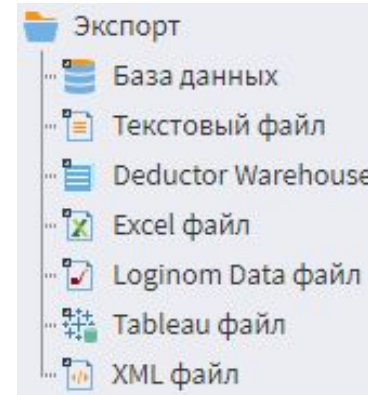 Экспорт
База данных
Текстовый файл
Deductor Warehouse
Excel файл
Loginom Data файл
Tableau файл
XML файл